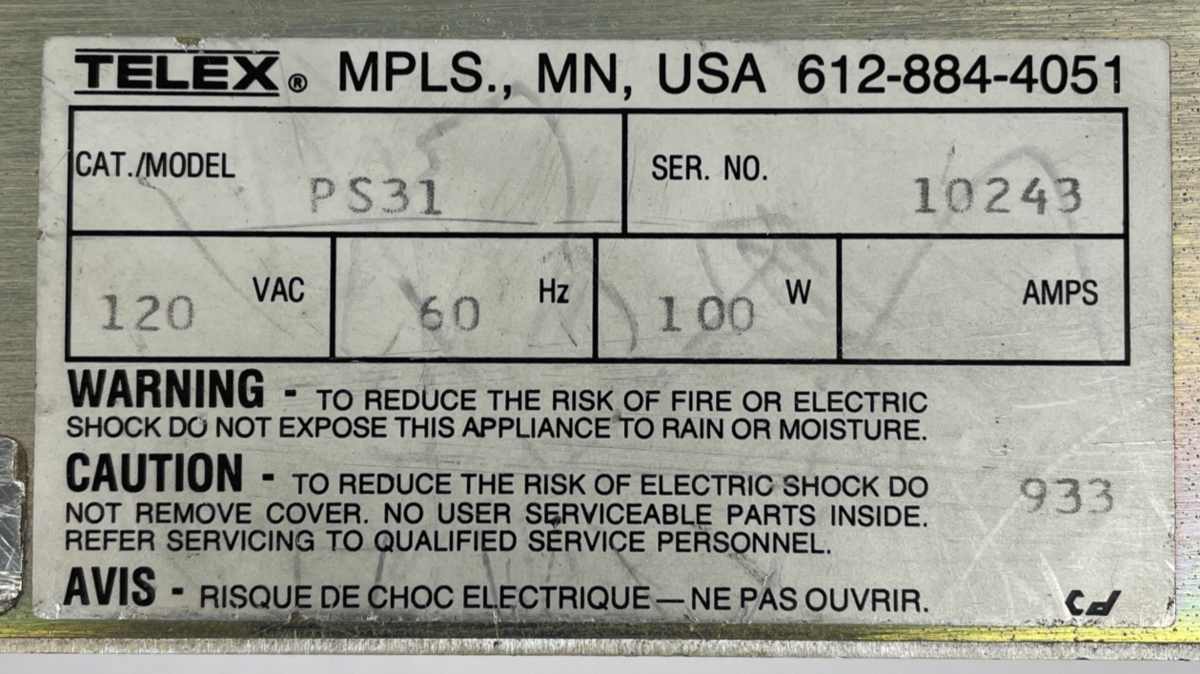 TELEX® MPLS., MN, USA 612-884-4051
CAT./MODEL PS31 SER. NO. 10243
120 VAC 60 Hz 100 W AMPS
WARNING - TO REDUCE THE RISK OF FIRE OR ELECTRIC
SHOCK DO NOT EXPOSE THIS APPLIANCE TO RAIN OR MOISTURE.
CAUTION - TO REDUCE THE RISK OF ELECTRIC SHOCK DO
NOT REMOVE COVER. NO USER SERVICEABLE PARTS INSIDE.
REFER SERVICING TO QUALIFIED SERVICE PERSONNEL.
933
AVIS - RISQUE DE CHOC ELECTRIQUE — NE PAS OUVRIR.
cd